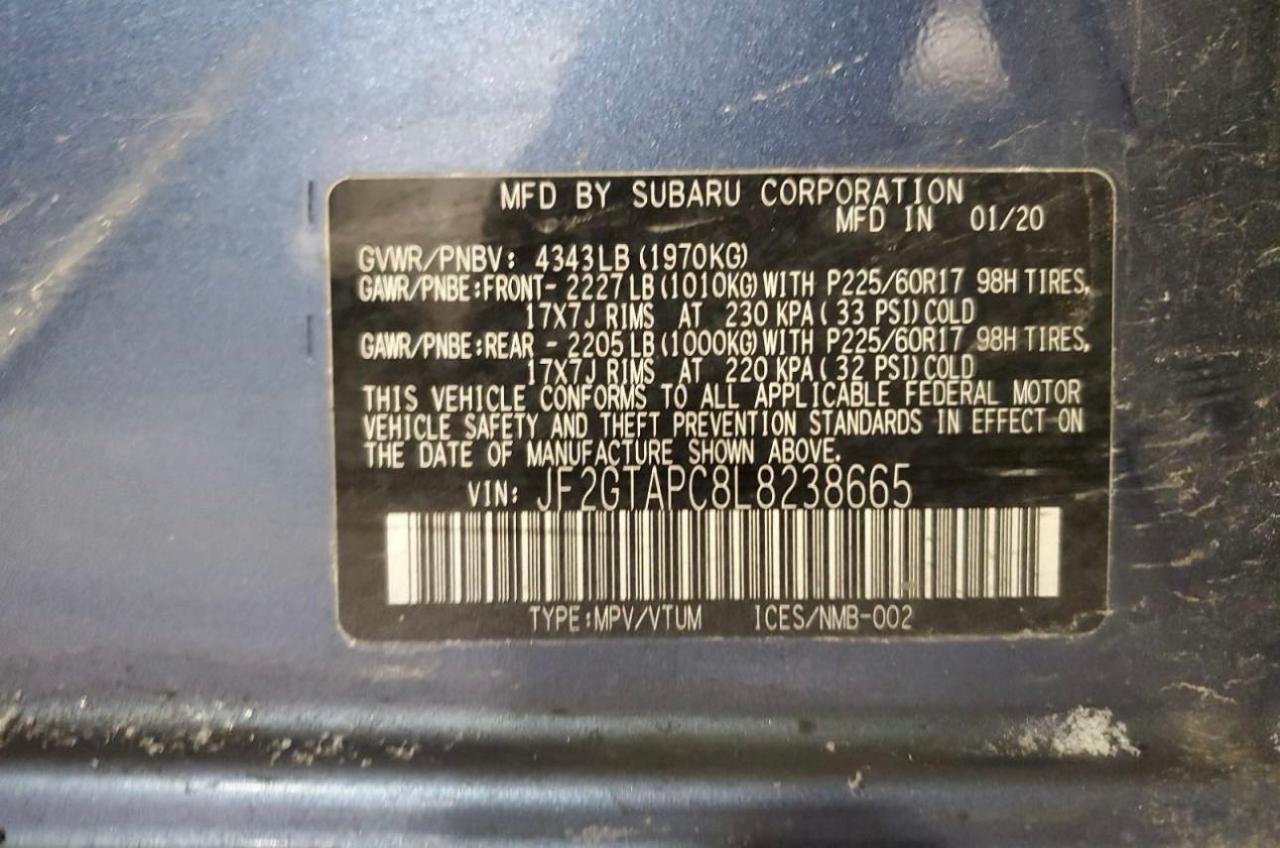 MFD BY SUBARU CORPORATION
MFD IN 01/20
GVWR/PNBV: 4343LB (1970KG)
GAWR/PNBE:FRONT- 2227LB (1010KG) WITH P225/60R17 98H TIRES,
17X7J RIMS AT 230 KPA ( 33 PSI) COLD
GAWR/PNBE:REAR - 2205LB (1000KG) WITH P225/60R17 98H TIRES,
17X7J RIMS AT 220 KPA ( 32 PSI) COLD
THIS VEHICLE CONFORMS TO ALL APPLICABLE FEDERAL MOTOR
VEHICLE SAFETY AND THEFT PREVENTION STANDARDS IN EFFECT ON
THE DATE OF MANUFACTURE SHOWN ABOVE.
VIN: JF2GTAPC8L8238665
TYPE:MPV/VTUM ICES/NMB-002